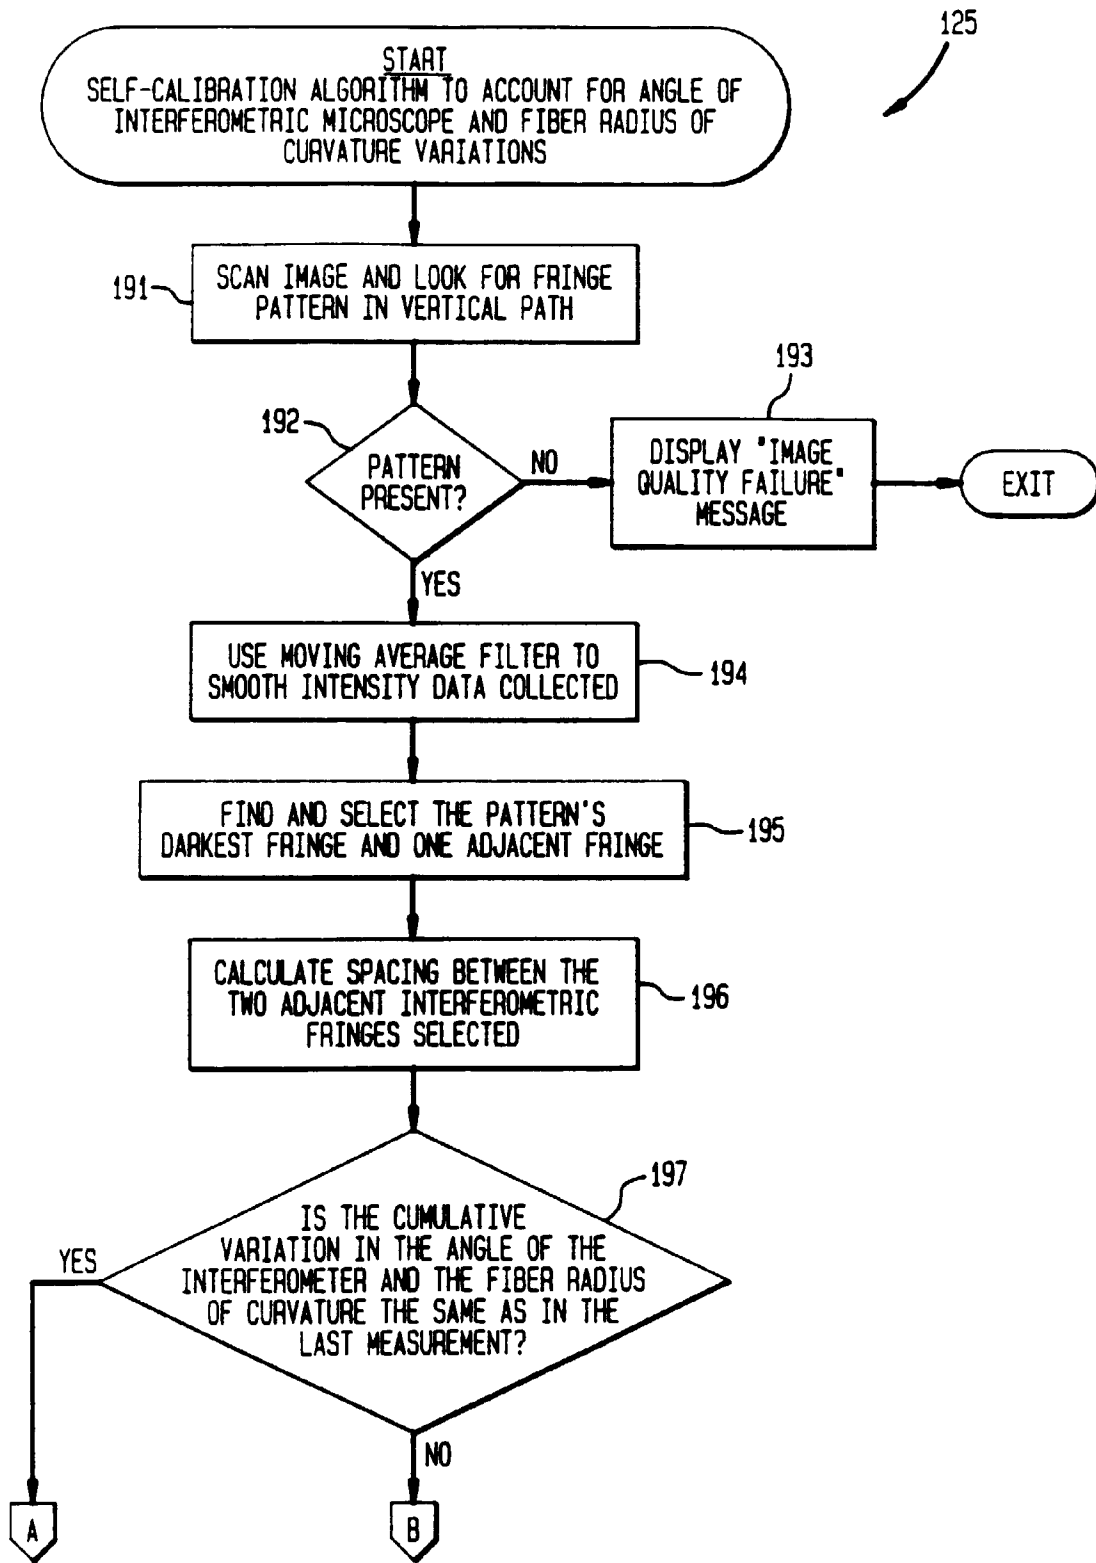 125
START
SELF-CALIBRATION ALGORITHM TO ACCOUNT FOR ANGLE OF
INTERFEROMETRIC MICROSCOPE AND FIBER RADIUS OF
CURVATURE VARIATIONS
191
SCAN IMAGE AND LOOK FOR FRINGE
PATTERN IN VERTICAL PATH
192
PATTERN
PRESENT?
NO
193
DISPLAY "IMAGE
QUALITY FAILURE"
MESSAGE
EXIT
YES
USE MOVING AVERAGE FILTER TO
SMOOTH INTENSITY DATA COLLECTED
194
FIND AND SELECT THE PATTERN'S
DARKEST FRINGE AND ONE ADJACENT FRINGE
195
CALCULATE SPACING BETWEEN THE
TWO ADJACENT INTERFEROMETRIC
FRINGES SELECTED
196
197
IS THE CUMULATIVE
VARIATION IN THE ANGLE OF THE
INTERFEROMETER AND THE FIBER RADIUS
OF CURVATURE THE SAME AS IN THE
LAST MEASUREMENT?
YES
NO
A
B